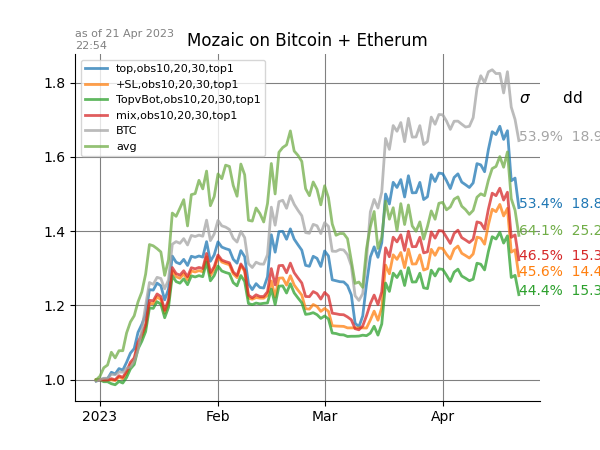 as of 21 Apr 2023
22:54
Mozaic on Bitcoin + Etherum
top,obs10,20,30,top1
+SL,obs10,20,30,top1
TopvBot,obs10,20,30,top1
mix,obs10,20,30,top1
BTC
avg
σ dd
53.9% 18.9
53.4% 18.8
64.1% 25.2
46.5% 15.3
45.6% 14.4
44.4% 15.3
1.8
1.6
1.4
1.2
1.0
2023 Feb Mar Apr